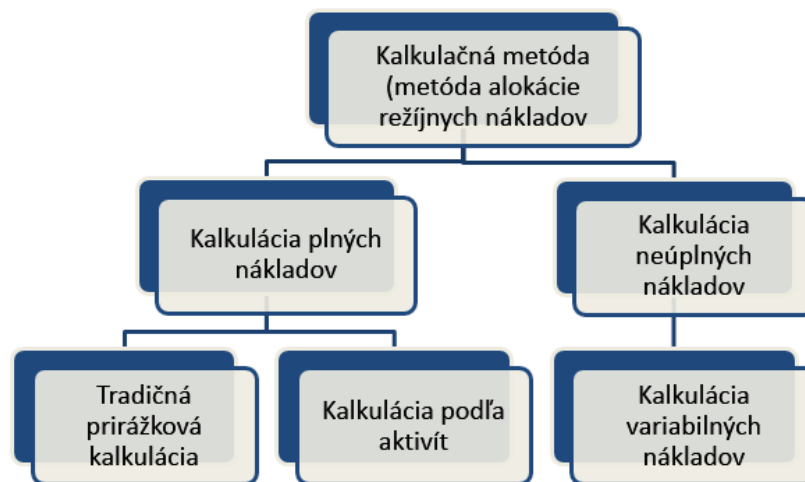 Kalkulačná metóda
(metóda alokácie
režíjnych nákladov
Kalkulácia plných
nákladov
Kalkulácia
neúplných
nákladov
Tradičná
prirážková
kalkulácia
Kalkulácia podľa
aktivít
Kalkulácia
variabilných
nákladov